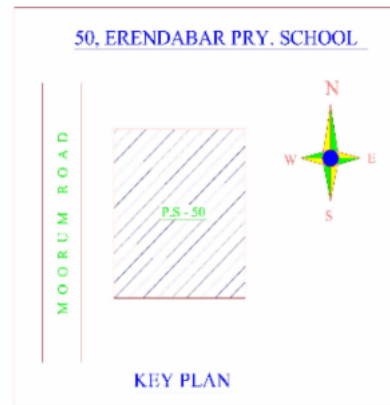 50, ERENDABAR PRY. SCHOOL
N
W E
S
MOORUM ROAD
P.S - 50
KEY PLAN